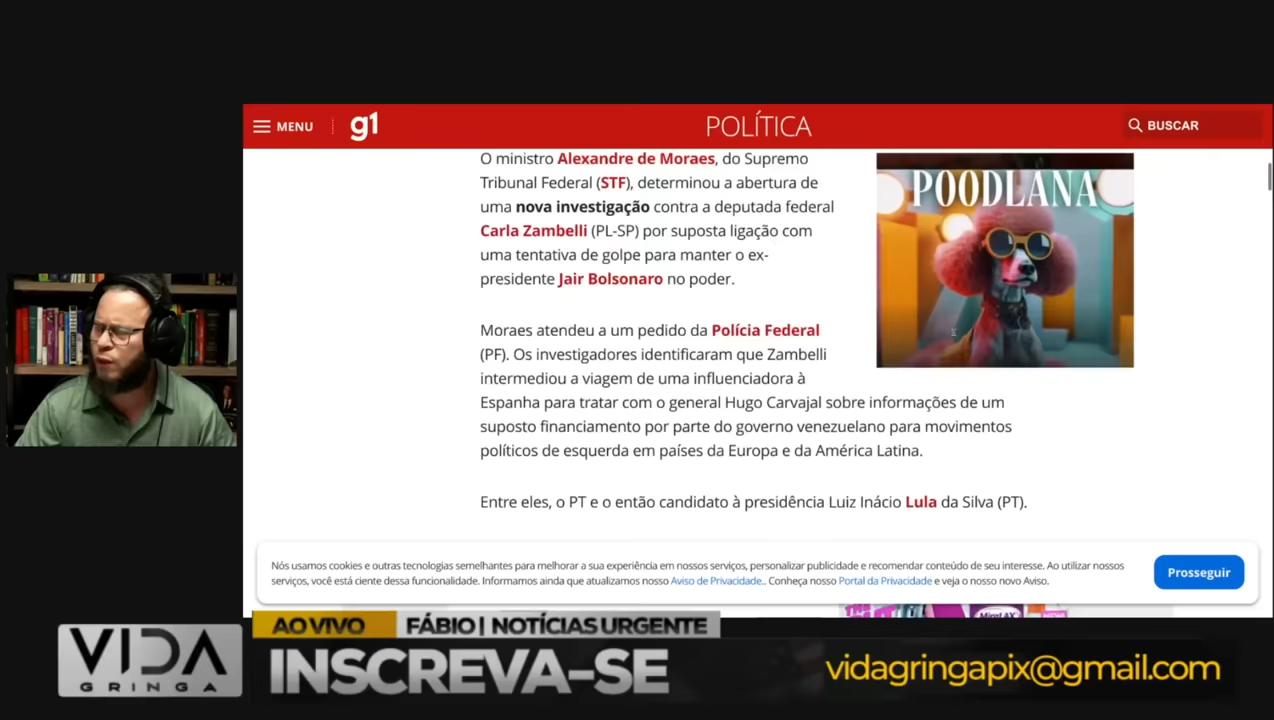 MENU
g1
POLÍTICA
BUSCAR
O ministro Alexandre de Moraes, do Supremo
Tribunal Federal (STF), determinou a abertura de
uma nova investigação contra a deputada federal
Carla Zambelli (PL-SP) por suposta ligação com
uma tentativa de golpe para manter o ex-
presidente Jair Bolsonaro no poder.
POODLANA
Moraes atendeu a um pedido da Polícia Federal
(PF). Os investigadores identificaram que Zambelli
intermediou a viagem de uma influenciadora à
Espanha para tratar com o general Hugo Carvajal sobre informações de um
suposto financiamento por parte do governo venezuelano para movimentos
políticos de esquerda em países da Europa e da América Latina.
Entre eles, o PT e o então candidato à presidência Luiz Inácio Lula da Silva (PT).
Nós usamos cookies e outras tecnologias semelhantes para melhorar a sua experiência em nossos serviços, personalizar publicidade e recomendar conteúdo de seu interesse. Ao utilizar nossos
serviços, você está ciente dessa funcionalidade. Informamos ainda que atualizamos nosso Aviso de Privacidade.. Conheça nosso Portal da Privacidade e veja o nosso novo Aviso.
Prosseguir
AO VIVO
FÁBIO | NOTÍCIAS URGENTE
VIDA
GRINGA
INSCREVA-SE
vidagringapix@gmail.com